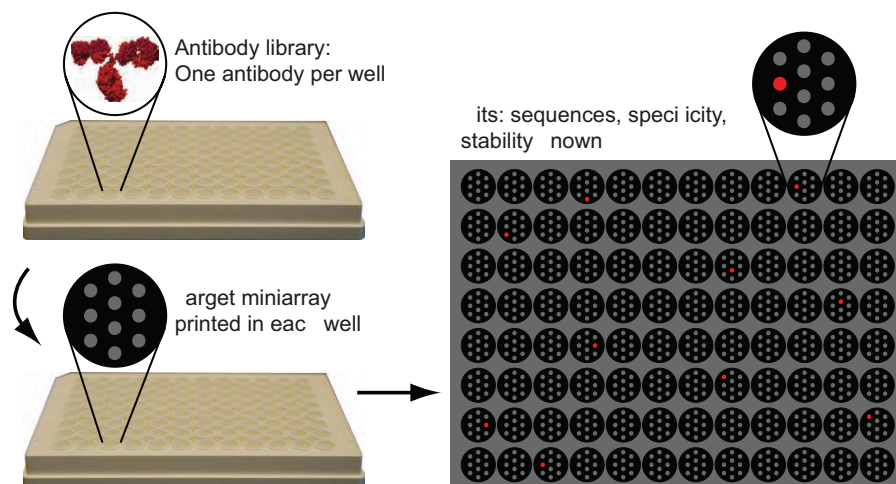 Antibody library:
One antibody per well
its: sequences, speci icity,
stability nown
arget miniarray
printed in eac well